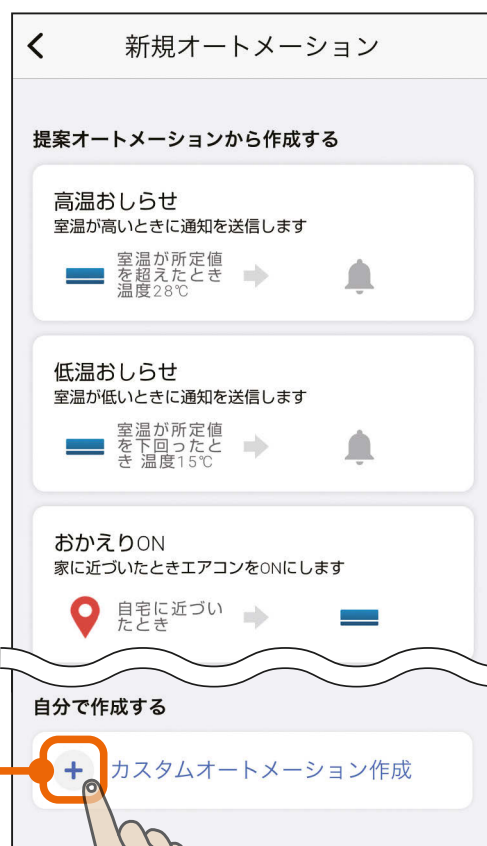 新規オートメーション
提案オートメーションから作成する
高温おしらせ
室温が高いときに通知を送信します
室温が所定値
を超えたとき
温度28℃
低温おしらせ
室温が低いときに通知を送信します
室温が所定値
を下回ったと
き 温度15℃
おかえりON
家に近づいたときエアコンをONにします
自宅に近づい
たとき
自分で作成する
カスタムオートメーション作成